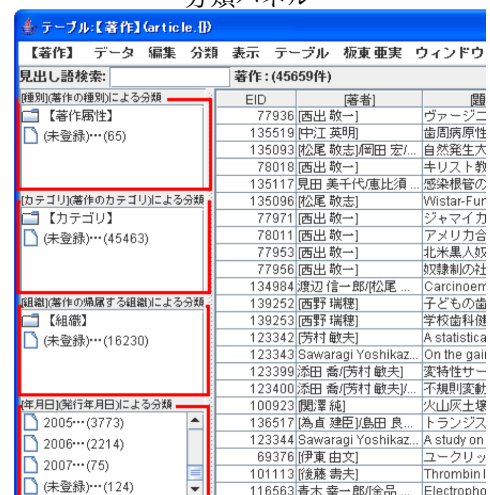 テーブル:【著作】(article.[])
【著作】 データ 編集 分類 表示 テーブル 板東 亜実 ウィンドウ
見出し語検索: 著作 : (45659件)
[種別](著作の種別)による分類
【著作属性】
(未登録)…(65)
[カテゴリ](著作のカテゴリ)による分類
【カテゴリ】
(未登録)…(45463)
[組織](著作の帰属する組織)による分類
【組織】
(未登録)…(16230)
[年月日](発行年月日)による分類
2005…(3773)
2006…(2214)
2007…(75)
(未登録)…(124)
EID [著者] [題
77936 [西出 敬一] ヴァージニ
135519 [中江 英明] 歯周病原性
135093 [松尾 敬志]/岡田 宏/... 自然発生大
78018 [西出 敬一] キリスト教
135117 見田 美千代/恵比須 ... 感染根管の
135096 [松尾 敬志] Wistar-Fur
77971 [西出 敬一] ジャマイカ
78011 [西出 敬一] アメリカ合
77953 [西出 敬一] 北米黒人奴
77956 [西出 敬一] 奴隷制の社
134984 渡辺 信一郎/[松尾 ... Carcinoem
139252 [西野 瑞穂] 子どもの歯
139253 [西野 瑞穂] 学校歯科健
123342 [芳村 敏夫] A statistica
123343 Sawaragi Yoshikaz... On the gai
123399 添田 喬/[芳村 敏夫] 変特性サー
123400 添田 喬/[芳村 敏夫]/... 不規則変動
100923 [関澤 純] 火山灰土壌
136517 [為貞 建臣]/島田 良... トランジス
123344 Sawaragi Yoshikaz... A study on
69376 [伊東 由文] ユークリッ
101113 [後藤 壽夫] Thrombin I
116563 青木 幸一郎/[金品 ... Electropho